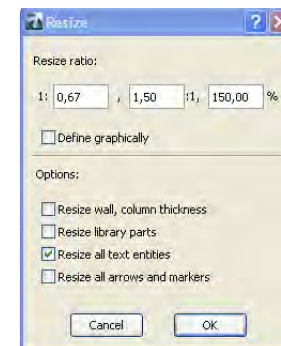 Resize
Resize ratio:
1: 0,67 , 1,50 :1, 150,00 %
Define graphically
Options:
Resize wall, column thickness
Resize library parts
Resize all text entities
Resize all arrows and markers
Cancel OK